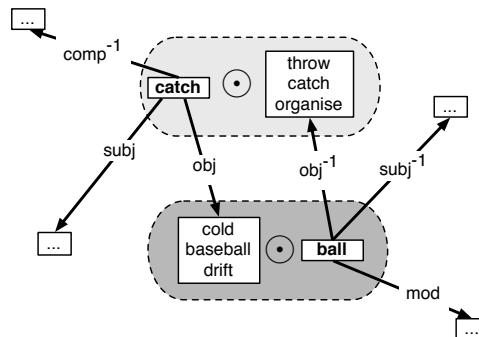 ...
comp-1
throw
catch
organise
catch
...
subj
obj
obj-1
subj-1
...
cold
baseball
drift
ball
mod
...